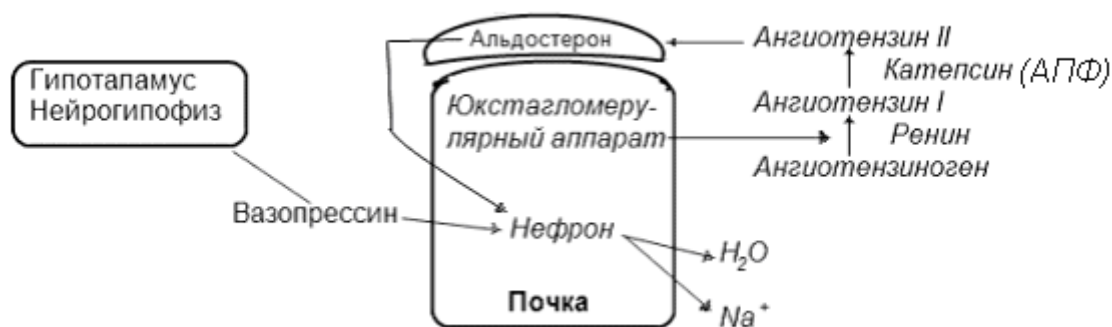 Альдостерон
Ангиотензин II
Катепсин (АПФ)
Гипоталамус
Нейрогипофиз
Юкстагломеру-
лярный аппарат
Ангиотензин I
Ренин
Ангиотензиноген
Вазопрессин
Нефрон
H₂O
Почка
Na⁺